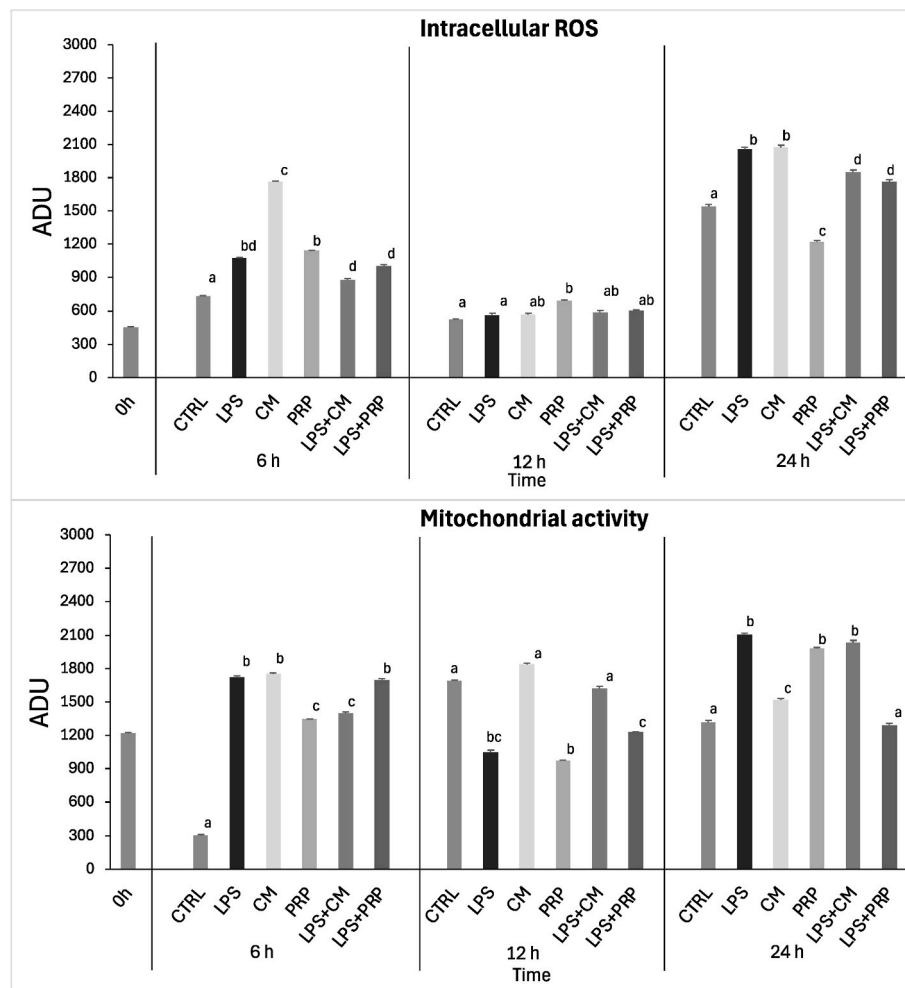 Intracellular ROS
3000
2700
2400
2100
1800
1500
1200
900
600
300
0
ADU
a bd c b d d
a a ab b ab ab
a b b c d d
0h CTRL LPS CM PRP LPS+CM LPS+PRP CTRL LPS CM PRP LPS+CM LPS+PRP CTRL LPS CM PRP LPS+CM LPS+PRP
6 h 12 h 24 h
Time
Mitochondrial activity
3000
2700
2400
2100
1800
1500
1200
900
600
300
0
ADU
a b b c c b
a bc a b a c
a b c b b a
0h CTRL LPS CM PRP LPS+CM LPS+PRP CTRL LPS CM PRP LPS+CM LPS+PRP CTRL LPS CM PRP LPS+CM LPS+PRP
6 h 12 h 24 h
Time